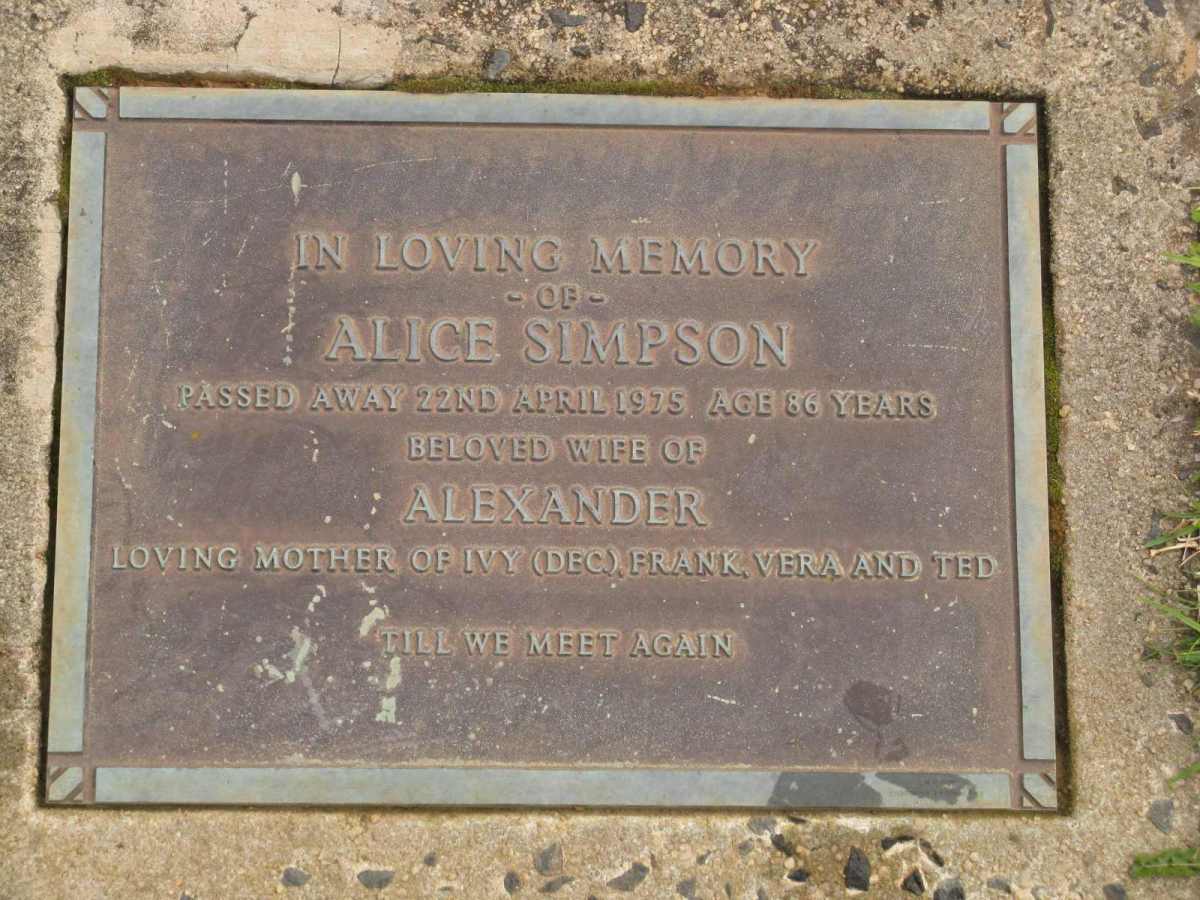 IN LOVING MEMORY
- OF -
ALICE SIMPSON
PASSED AWAY 22ND APRIL 1975 AGE 86 YEARS
BELOVED WIFE OF
ALEXANDER
LOVING MOTHER OF IVY (DEC.), FRANK, VERA AND TED
TILL WE MEET AGAIN